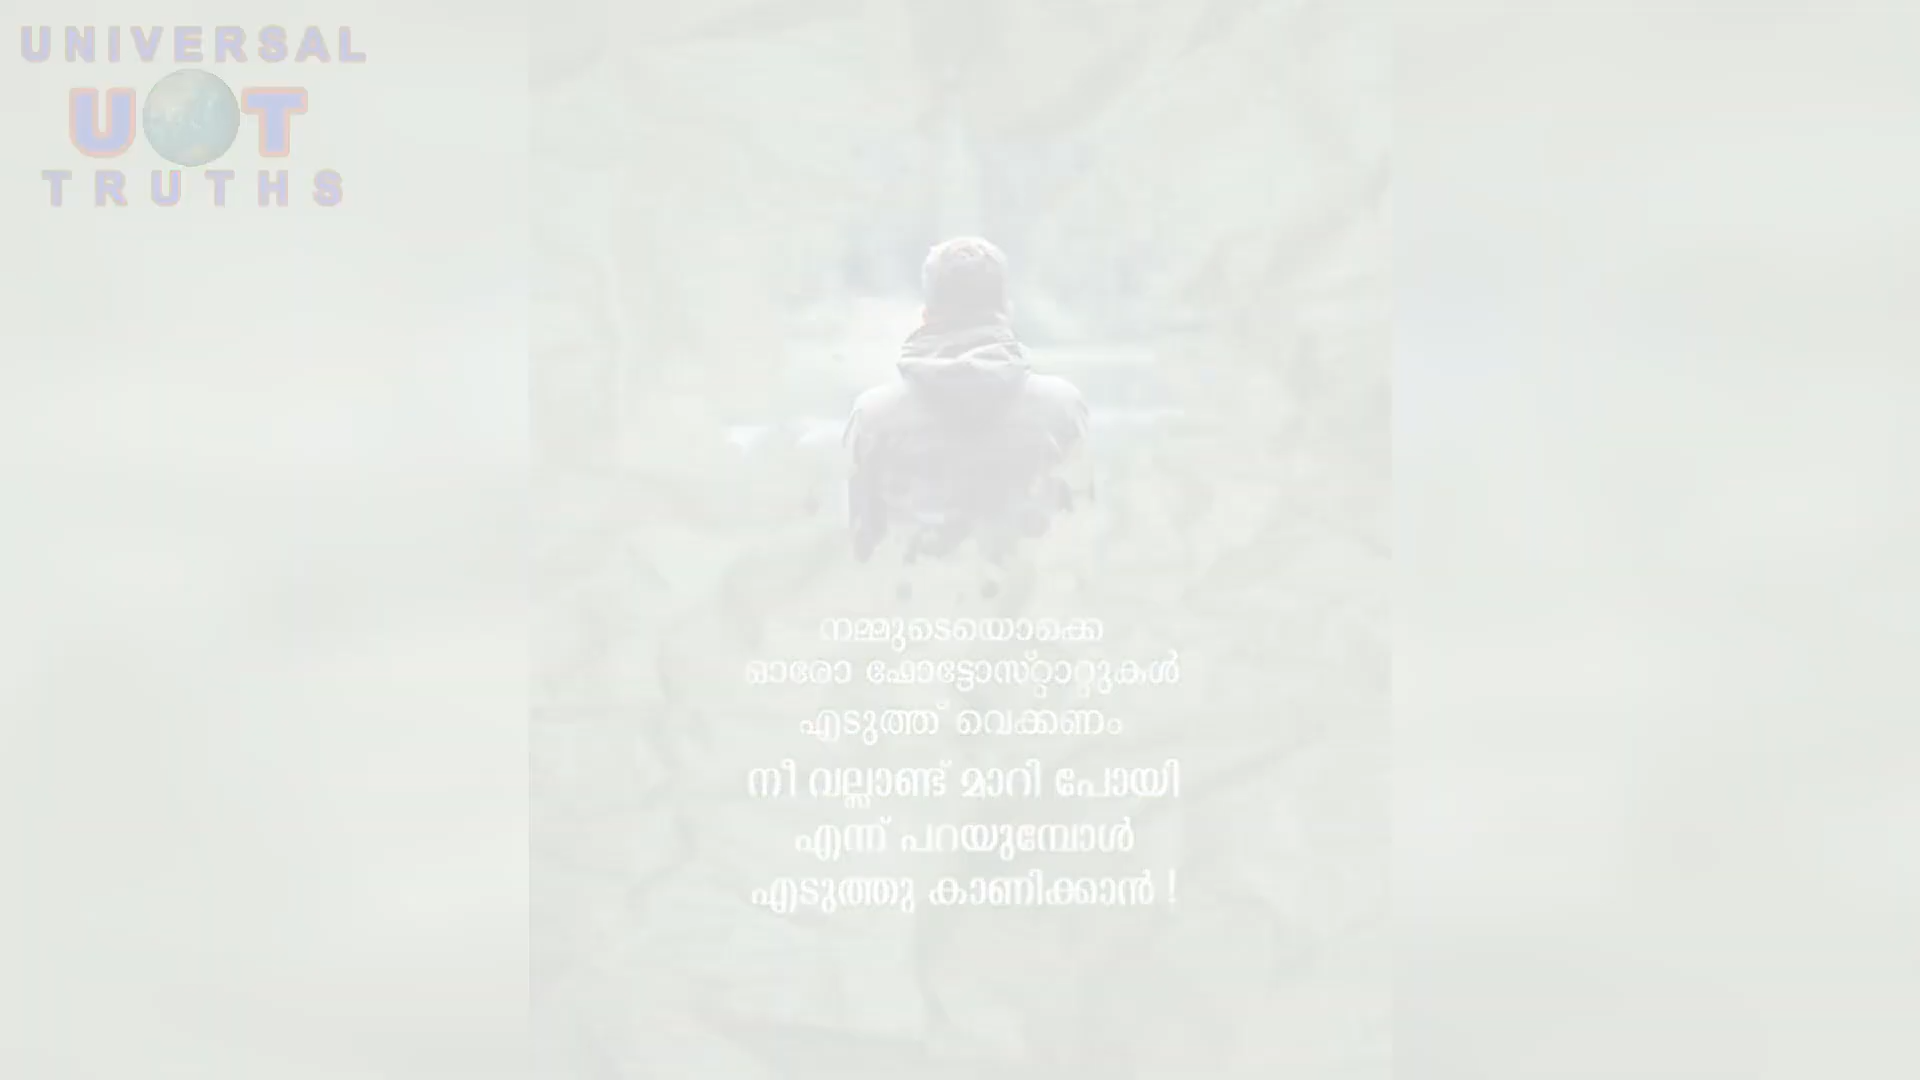 UNIVERSAL
U T
TRUTHS
നമ്മുടെയൊക്കെ
ഓരോ ഫോട്ടോസ്റ്റാറ്റുകൾ
എടുത്ത് വെക്കണം
നീ വല്ലാണ്ട് മാറി പോയി
എന്ന് പറയുമ്പോൾ
എടുത്തു കാണിക്കാൻ !